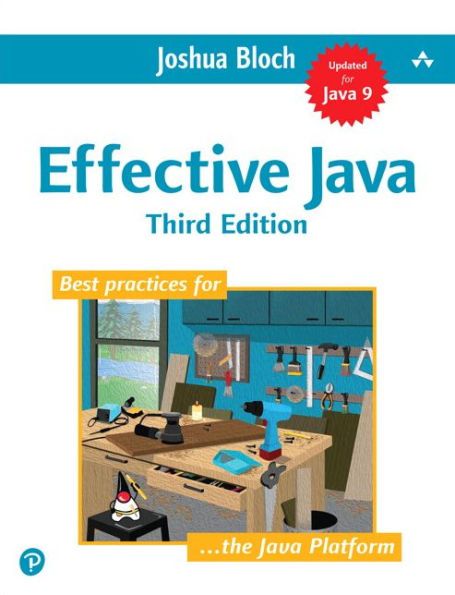 Joshua Bloch
Updated
for
Java 9
Effective Java
Third Edition
Best practices for
...the Java Platform
P